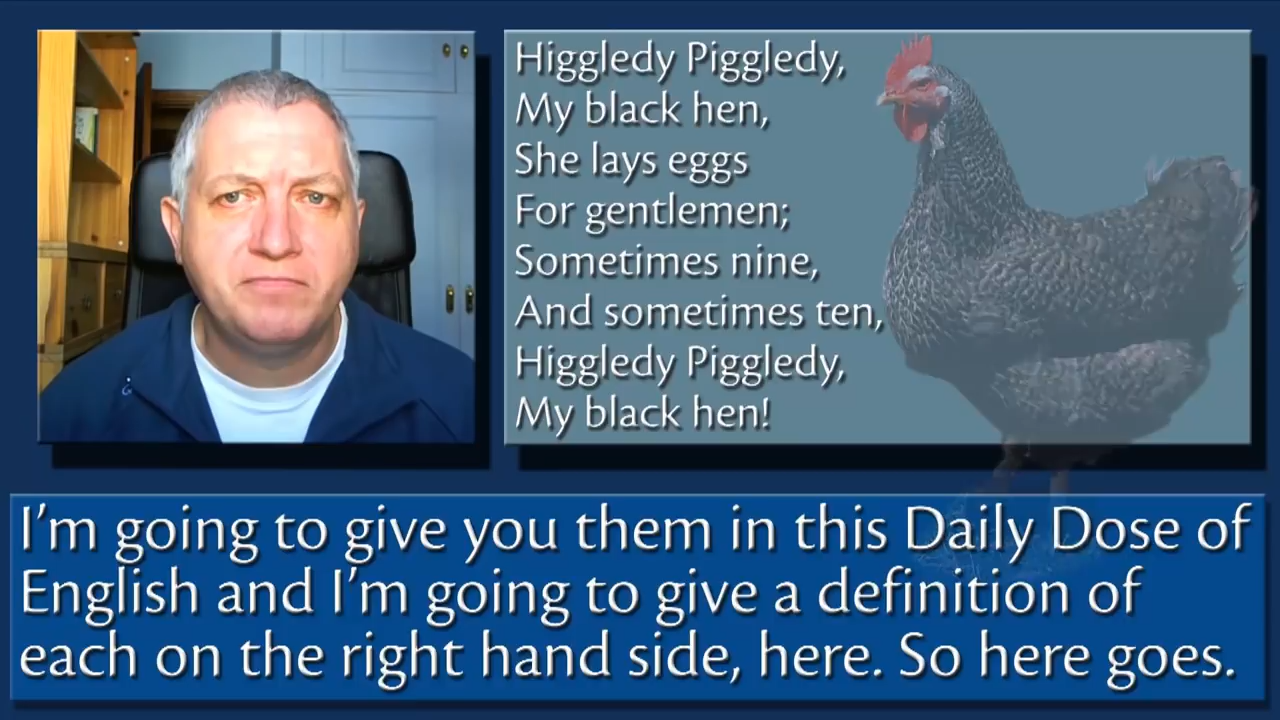 Higgledy Piggledy,
My black hen,
She lays eggs
For gentlemen;
Sometimes nine,
And sometimes ten,
Higgledy Piggledy,
My black hen!
I'm going to give you them in this Daily Dose of
English and I'm going to give a definition of
each on the right hand side, here. So here goes.